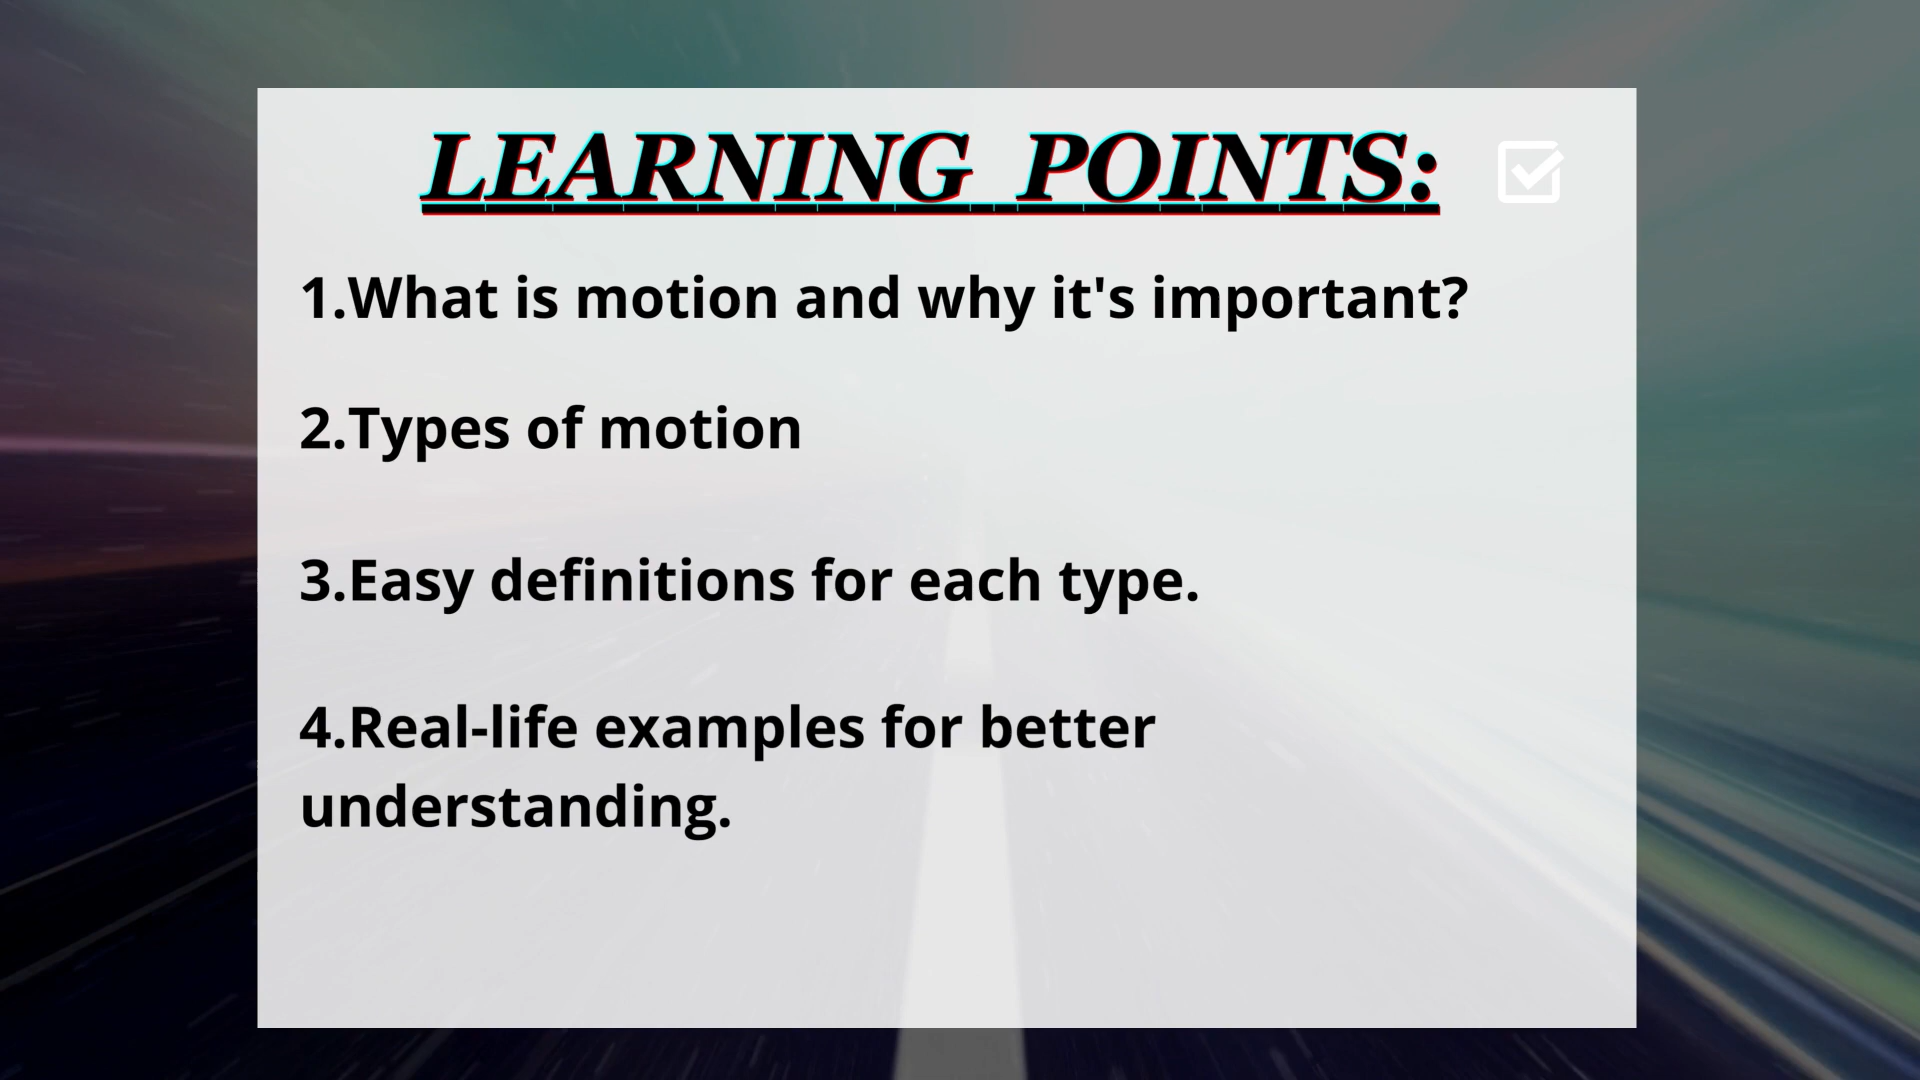 LEARNING POINTS:
1.What is motion and why it's important?
2.Types of motion
3.Easy definitions for each type.
4.Real-life examples for better
understanding.